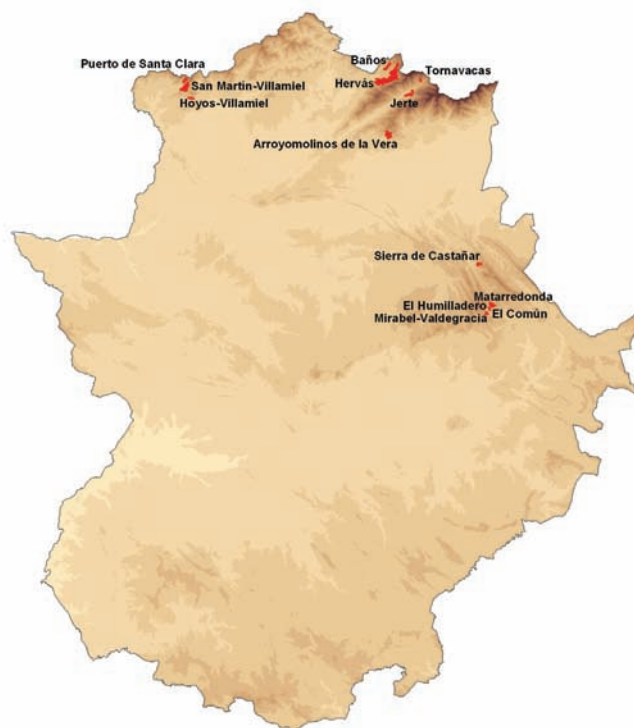 Puerto de Santa Clara
San Martín-Villamiel
Hoyos-Villamiel
Baños
Tornavacas
Hervás
Jerte
Arroyomolinos de la Vera
Sierra de Castañar
Matarredonda
El Humilladero
El Común
Mirabel-Valdegracia